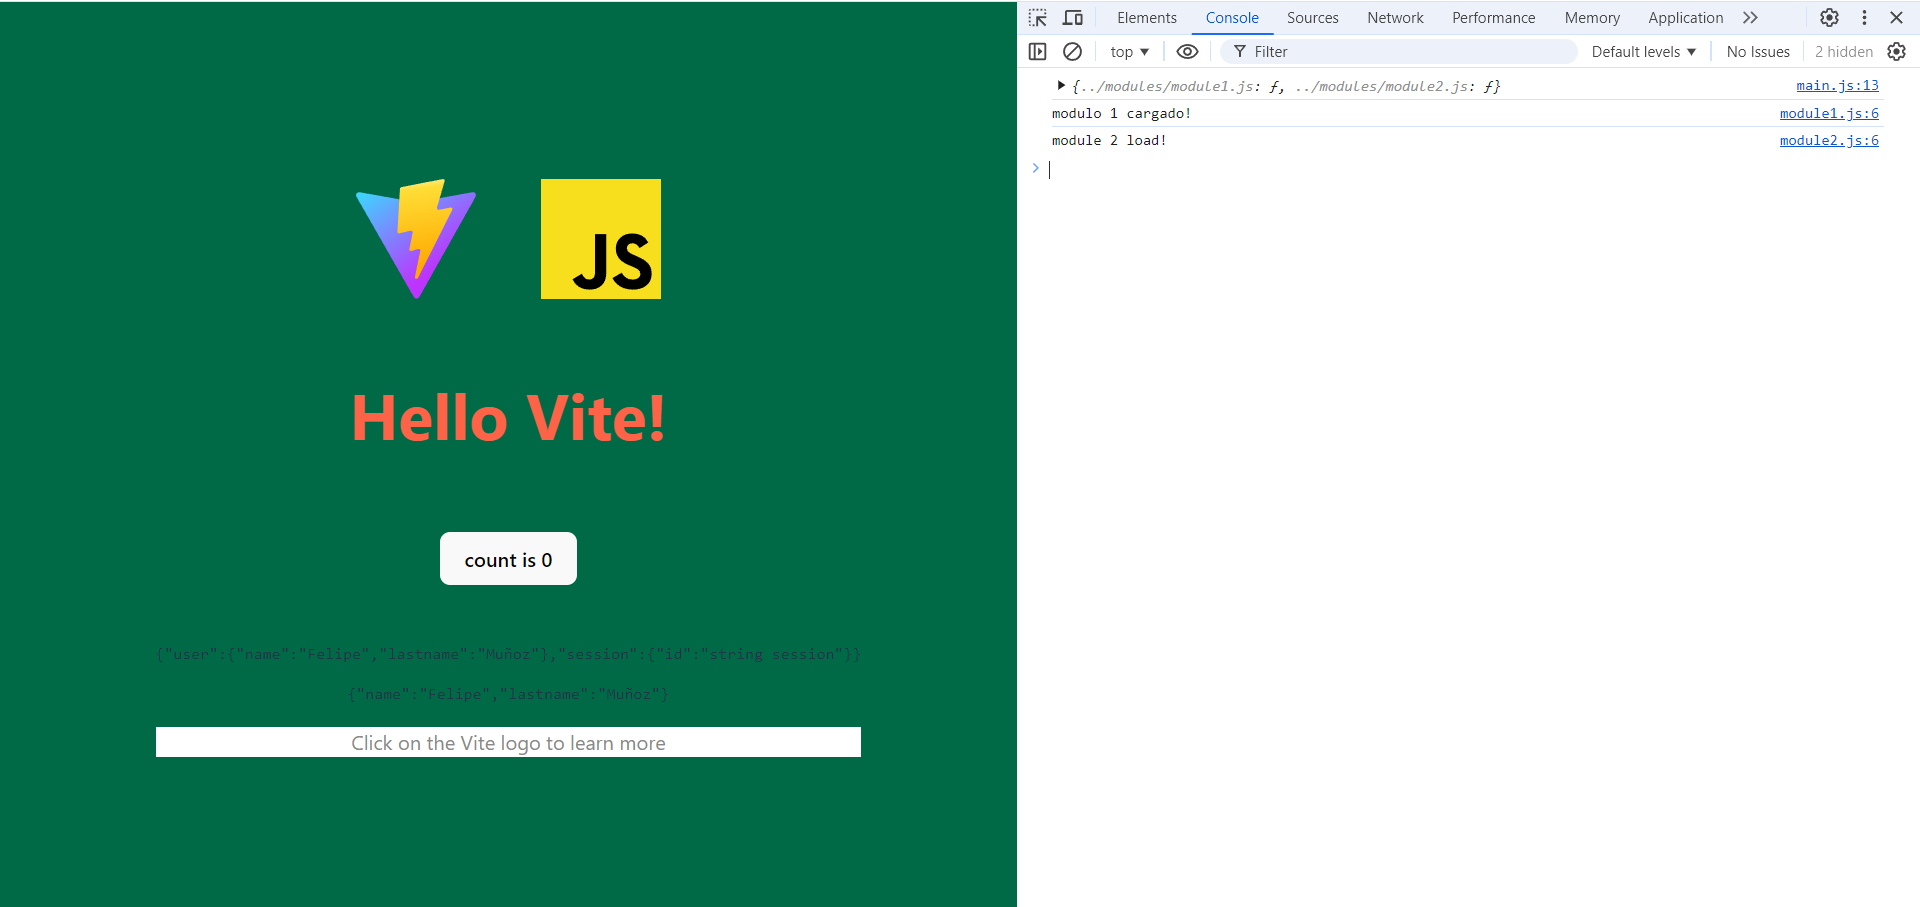 JS
Hello Vite!
count is 0
{"user":{"name":"Felipe","lastname":"Muñoz"},"session":{"id":"string session"}}
{"name":"Felipe","lastname":"Muñoz"}
Click on the Vite logo to learn more
Elements Console Sources Network Performance Memory Application
top Filter Default levels No Issues 2 hidden
{../modules/module1.js: ƒ, ../modules/module2.js: ƒ} main.js:13
modulo 1 cargado! module1.js:6
module 2 load! module2.js:6